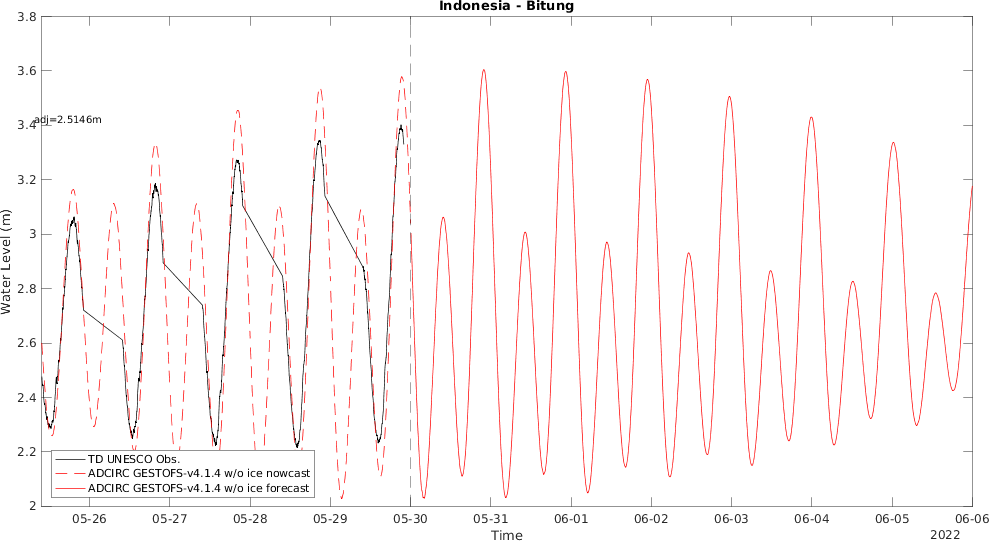 Indonesia - Bitung
3.8
3.6
3.4
adj=2.5146m
3.2
3
2.8
2.6
2.4
2.2
2
Water Level (m)
TD UNESCO Obs.
ADCIRC GESTOFS-v4.1.4 w/o ice nowcast
ADCIRC GESTOFS-v4.1.4 w/o ice forecast
05-26 05-27 05-28 05-29 05-30 05-31 06-01 06-02 06-03 06-04 06-05 06-06
Time
2022